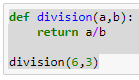 def division(a,b):
    return a/b
division(6,3)